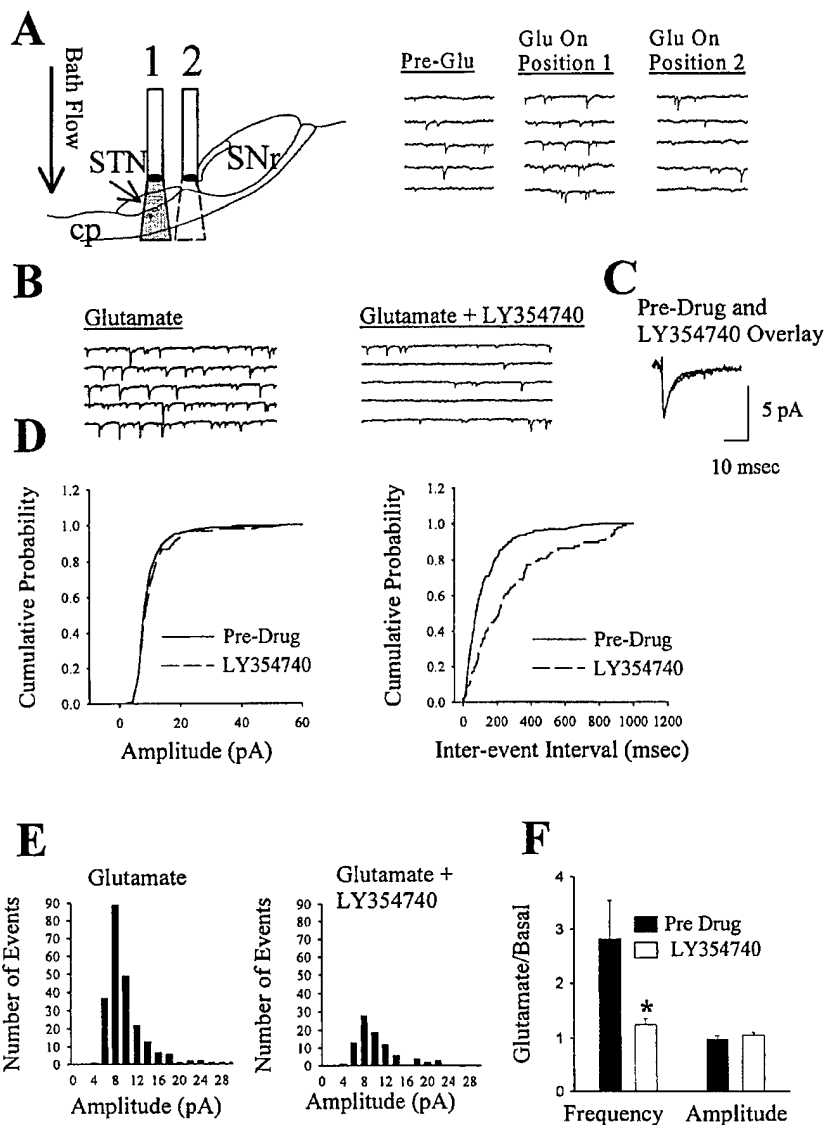 A
Bath Flow
1 2
STN
SNr
cp
Pre-Glu
Glu On
Position 1
Glu On
Position 2
B
Glutamate
Glutamate + LY354740
C
Pre-Drug and
LY354740 Overlay
5 pA
10 msec
D
Cumulative Probability
1.2
1.0
0.8
0.6
0.4
0.2
0.0
Pre-Drug
LY354740
0 20 40 60
Amplitude (pA)
Cumulative Probability
1.2
1.0
0.8
0.6
0.4
0.2
0.0
Pre-Drug
LY354740
0 200 400 600 800 1000 1200
Inter-event Interval (msec)
E
Glutamate
Number of Events
90
80
70
60
50
40
30
20
10
0
0 4 8 12 16 20 24 28
Amplitude (pA)
Glutamate +
LY354740
Number of Events
90
80
70
60
50
40
30
20
10
0
0 4 8 12 16 20 24 28
Amplitude (pA)
F
Glutamate/Basal
4
3
2
1
0
Pre Drug
LY354740
*
Frequency Amplitude